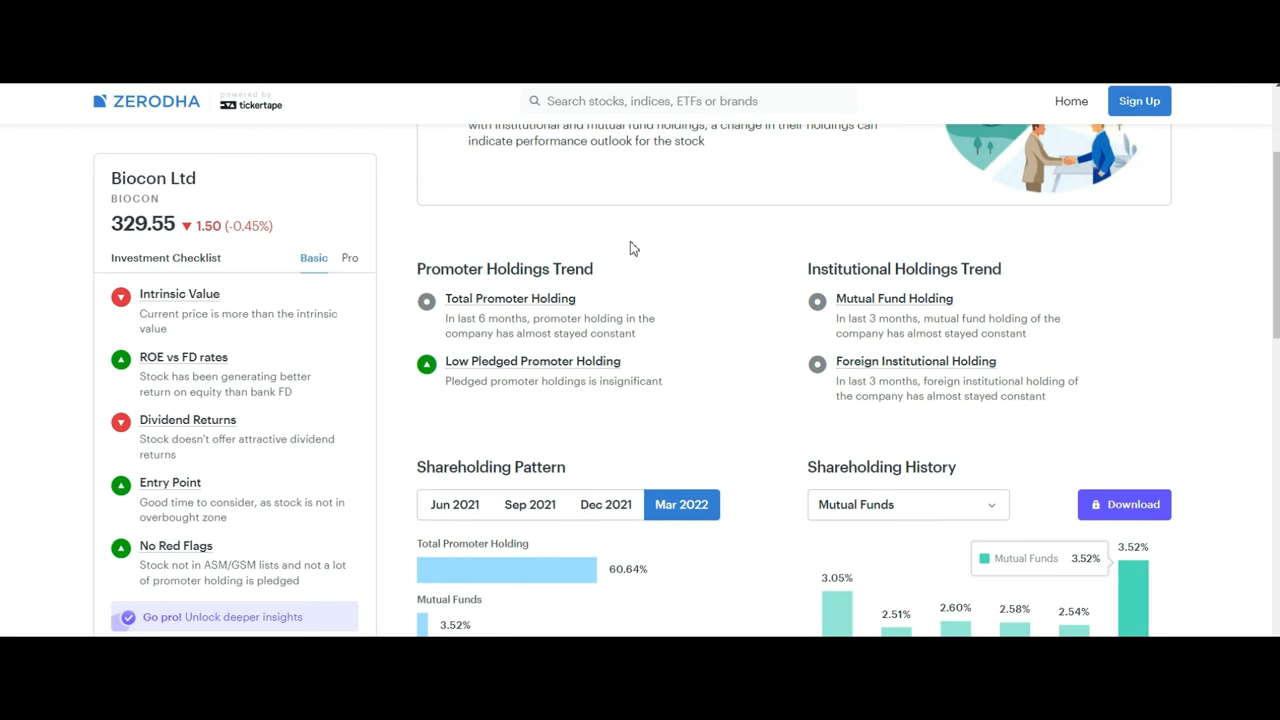 ZERODHA
powered by
tickertape
Search stocks, indices, ETFs or brands
Home
Sign Up
with institutional and mutual fund holdings, a change in their holdings can
indicate performance outlook for the stock
Biocon Ltd
BIOCON
329.55 ▼ 1.50 (-0.45%)
Investment Checklist
Basic
Pro
Intrinsic Value
Current price is more than the intrinsic
value
ROE vs FD rates
Stock has been generating better
return on equity than bank FD
Dividend Returns
Stock doesn't offer attractive dividend
returns
Entry Point
Good time to consider, as stock is not in
overbought zone
No Red Flags
Stock not in ASM/GSM lists and not a lot
of promoter holding is pledged
Go pro! Unlock deeper insights
Promoter Holdings Trend
Total Promoter Holding
In last 6 months, promoter holding in the
company has almost stayed constant
Low Pledged Promoter Holding
Pledged promoter holdings is insignificant
Institutional Holdings Trend
Mutual Fund Holding
In last 3 months, mutual fund holding of the
company has almost stayed constant
Foreign Institutional Holding
In last 3 months, foreign institutional holding of
the company has almost stayed constant
Shareholding Pattern
Jun 2021
Sep 2021
Dec 2021
Mar 2022
Total Promoter Holding
60.64%
Mutual Funds
3.52%
Shareholding History
Mutual Funds
Download
Mutual Funds 3.52%
3.05%
2.51%
2.60%
2.58%
2.54%
3.52%